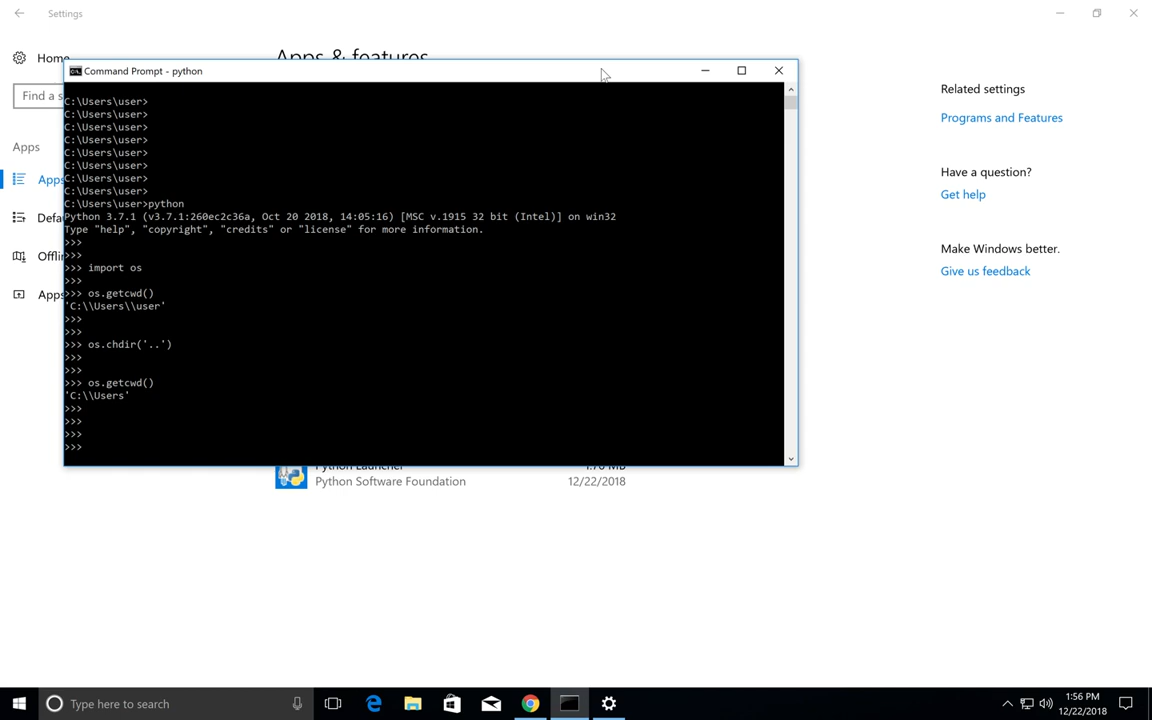 Settings
Home
Apps & features
Command Prompt - python
Find a s
C:\Users\user>
C:\Users\user>
C:\Users\user>
C:\Users\user>
C:\Users\user>
C:\Users\user>
C:\Users\user>
C:\Users\user>
C:\Users\user>python
Python 3.7.1 (v3.7.1:260ec2c36a, Oct 20 2018, 14:05:16) [MSC v.1915 32 bit (Intel)] on win32
Type "help", "copyright", "credits" or "license" for more information.
>>>
>>>
>>> import os
>>>
>>> os.getcwd()
'C:\\Users\\user'
>>>
>>>
>>> os.chdir('..')
>>>
>>>
>>> os.getcwd()
'C:\\Users'
>>>
>>>
>>>
>>>
Apps
Apps
Defa
Offli
Apps
Python Launcher
1.70 MB
Python Software Foundation
12/22/2018
Related settings
Programs and Features
Have a question?
Get help
Make Windows better.
Give us feedback
Type here to search
1:56 PM
12/22/2018